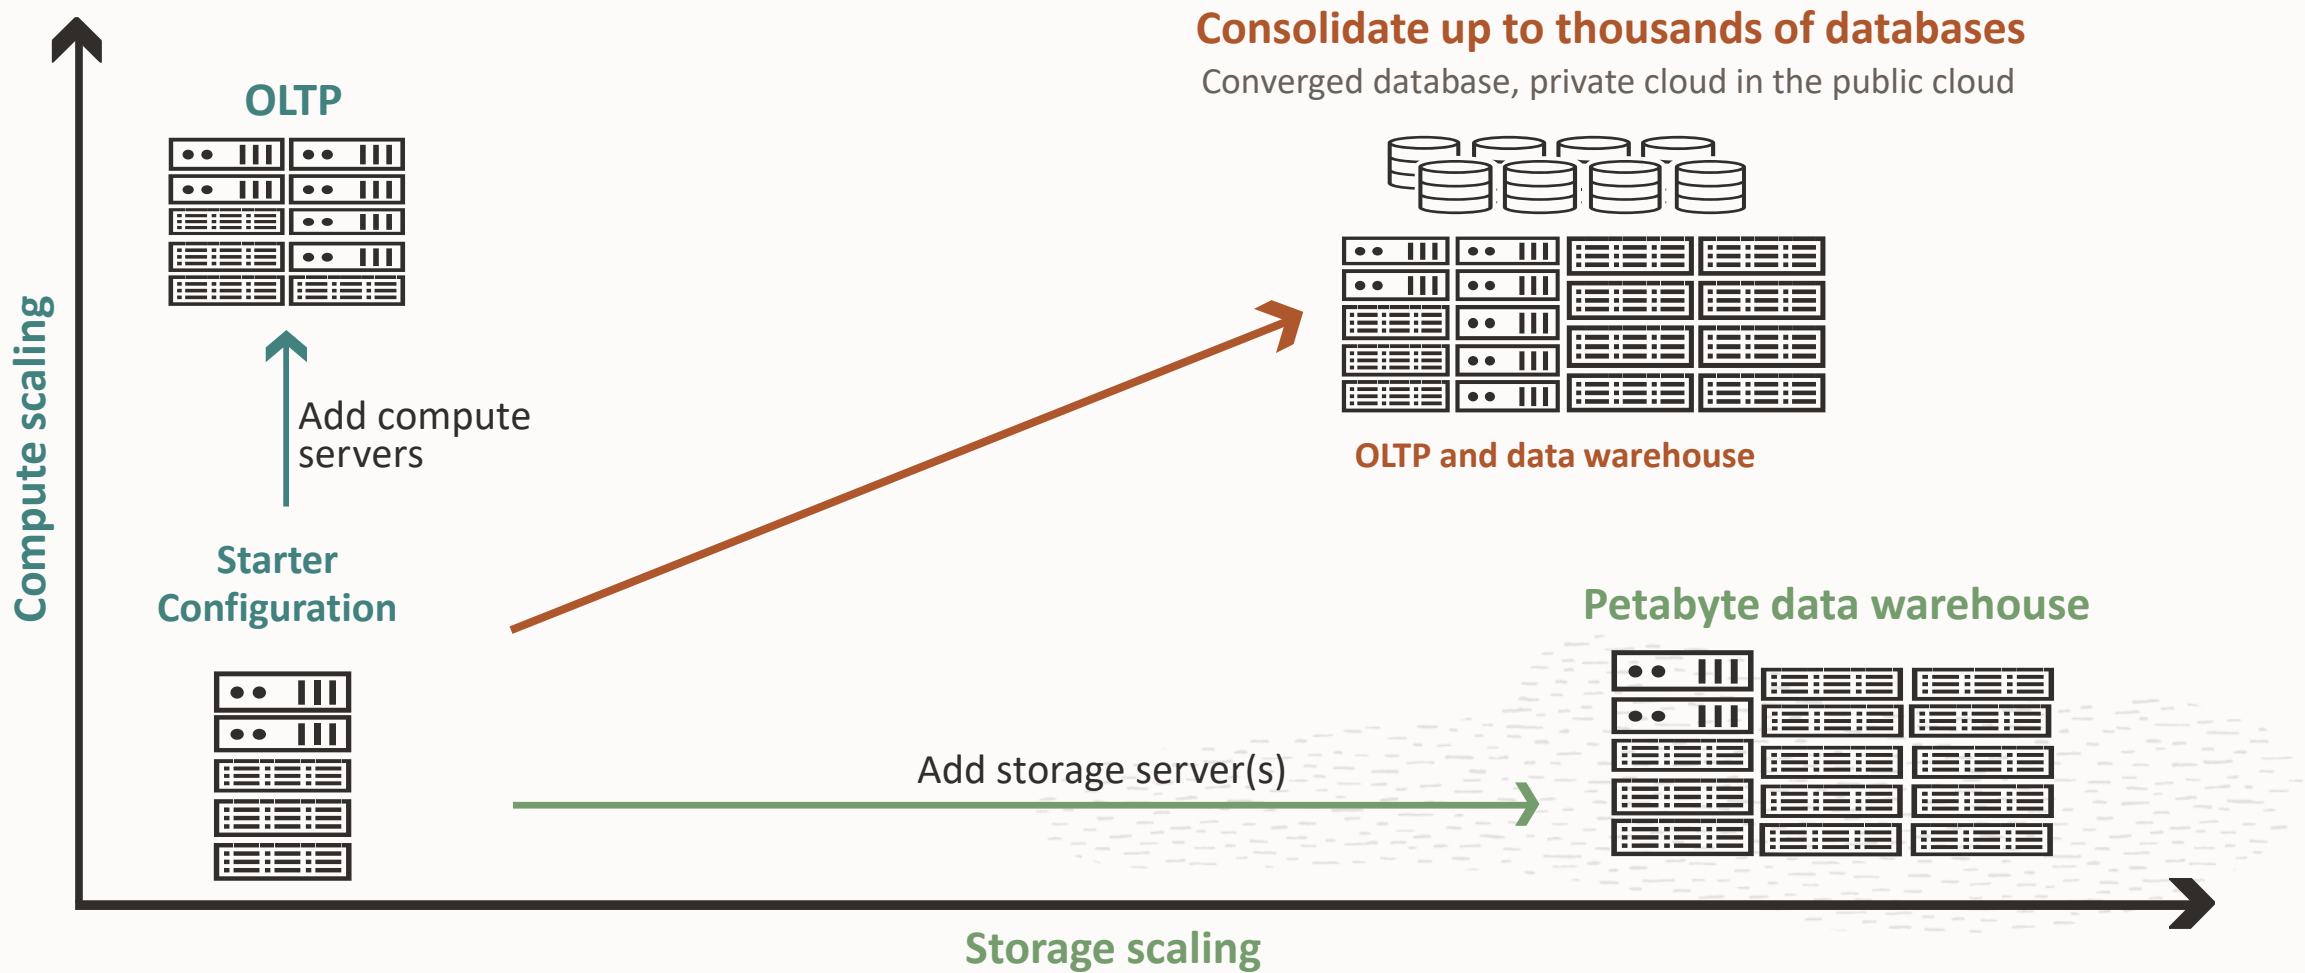 Consolidate up to thousands of databases
Converged database, private cloud in the public cloud
OLTP
Compute scaling
Add compute
servers
OLTP and data warehouse
Starter
Configuration
Petabyte data warehouse
Add storage server(s)
Storage scaling